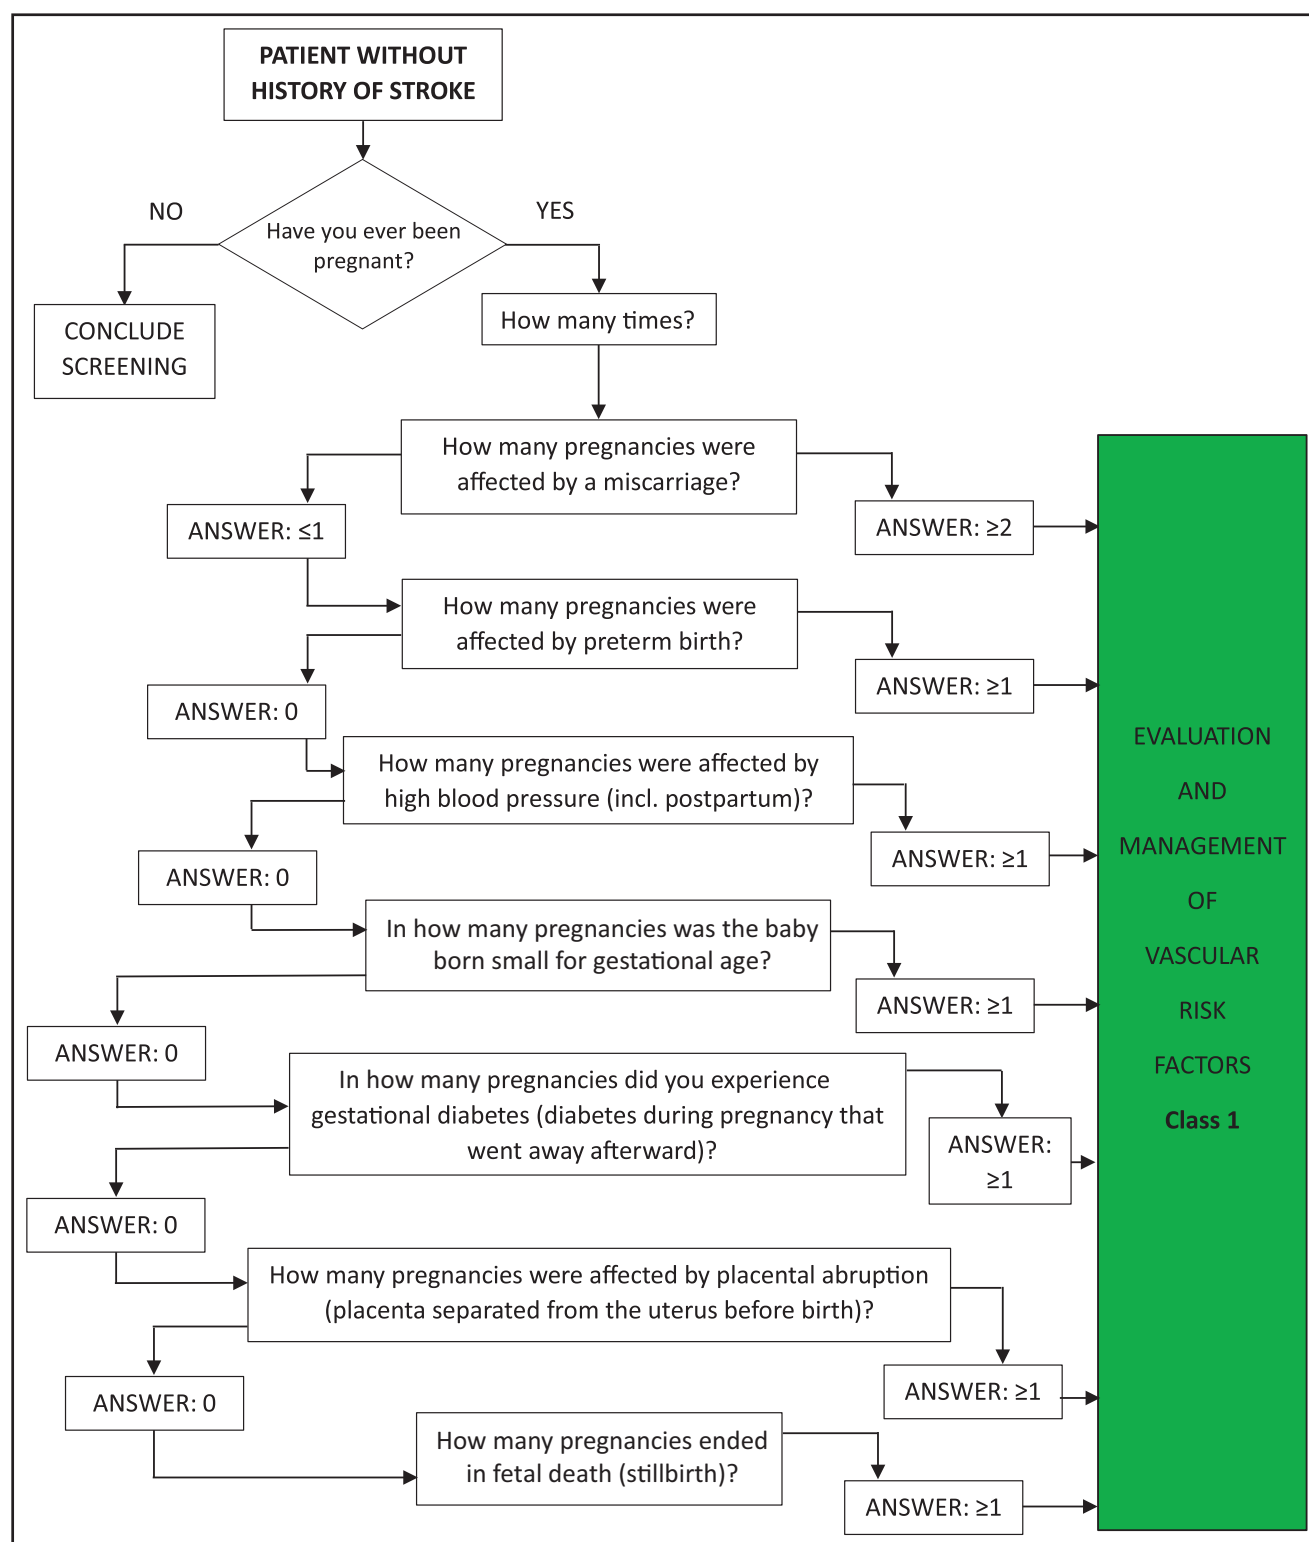 PATIENT WITHOUT
HISTORY OF STROKE
NO
YES
Have you ever been
pregnant?
CONCLUDE
SCREENING
How many times?
How many pregnancies were
affected by a miscarriage?
ANSWER: ≤1
ANSWER: ≥2
How many pregnancies were
affected by preterm birth?
ANSWER: 0
ANSWER: ≥1
How many pregnancies were affected by
high blood pressure (incl. postpartum)?
ANSWER: 0
ANSWER: ≥1
In how many pregnancies was the baby
born small for gestational age?
ANSWER: 0
ANSWER: ≥1
In how many pregnancies did you experience
gestational diabetes (diabetes during pregnancy that
went away afterward)?
ANSWER: 0
ANSWER:
≥1
How many pregnancies were affected by placental abruption
(placenta separated from the uterus before birth)?
ANSWER: 0
ANSWER: ≥1
How many pregnancies ended
in fetal death (stillbirth)?
ANSWER: ≥1
EVALUATION
AND
MANAGEMENT
OF
VASCULAR
RISK
FACTORS
Class 1